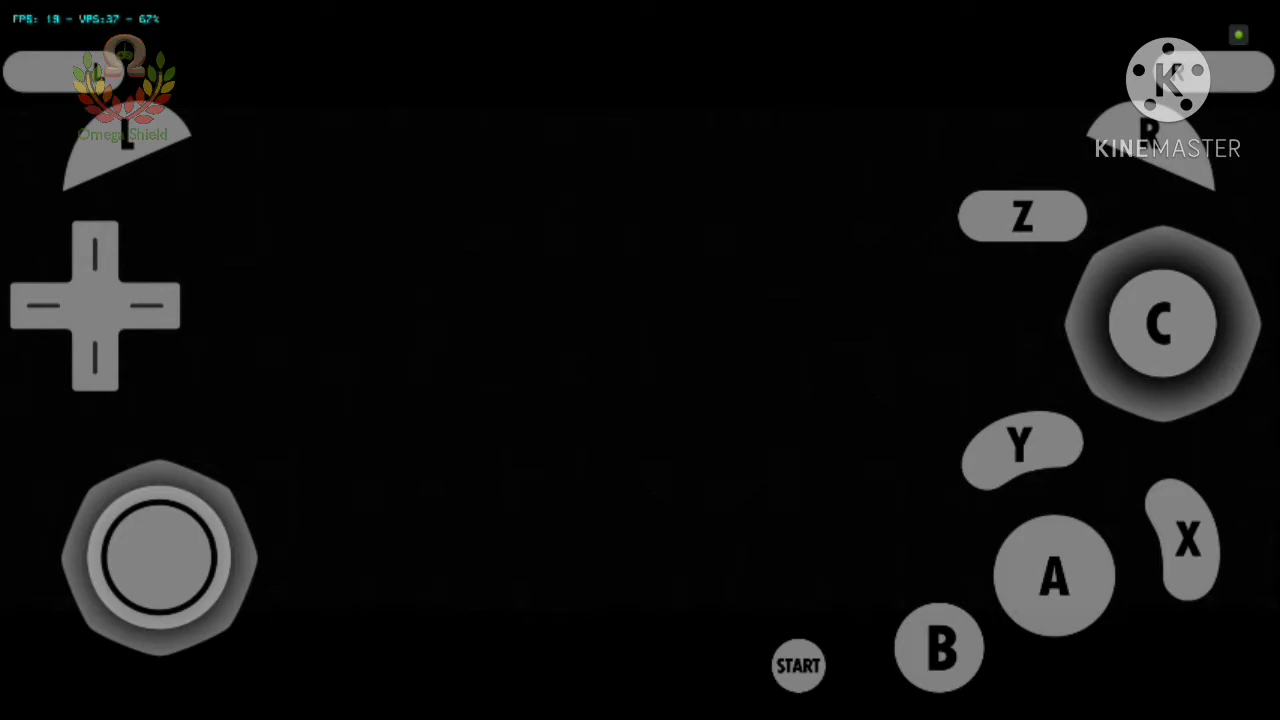 FPS: 19 - VPS:37 - 67%
L
R
K
Omega Shield
L
R
KINEMASTER
Z
C
Y
X
A
B
START